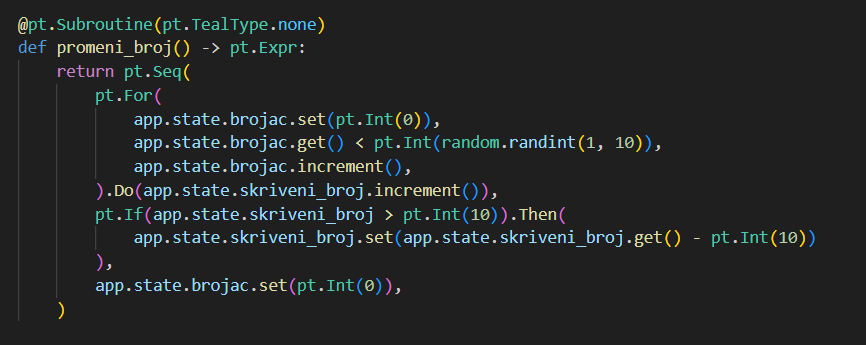 @pt.Subroutine(pt.TealType.none)
def promeni_broj() -> pt.Expr:
    return pt.Seq(
        pt.For(
            app.state.brojac.set(pt.Int(0)),
            app.state.brojac.get() < pt.Int(random.randint(1, 10)),
            app.state.brojac.increment(),
        ).Do(app.state.skriveni_broj.increment()),
        pt.If(app.state.skriveni_broj > pt.Int(10)).Then(
            app.state.skriveni_broj.set(app.state.skriveni_broj.get() - pt.Int(10))
        ),
        app.state.brojac.set(pt.Int(0)),
    )